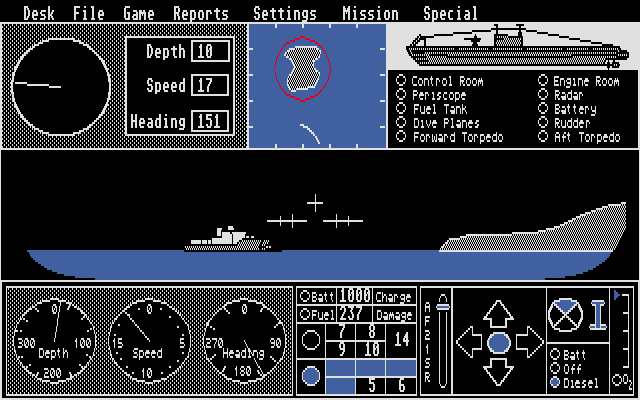 Desk File Game Reports Settings Mission Special
Depth 10
Speed 17
Heading 151
Control Room Engine Room
Periscope Radar
Fuel Tank Battery
Dive Planes Rudder
Forward Torpedo Aft Torpedo
0
300 100
Depth
200
0
15 5
Speed
10
0
270 90
Heading
180
Batt 1000 Charge
Fuel 237 Damage
7 8 14
9 10
5 6
A
F
2
1
S
R
Batt
Off
Diesel
O2